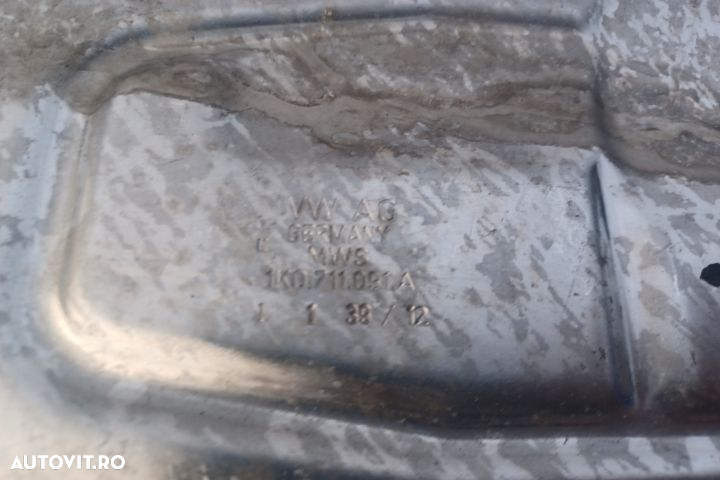 VW AG
GERMANY
MWS
1K0.711.091.A
1 39 / 12
AUTOVIT.RO